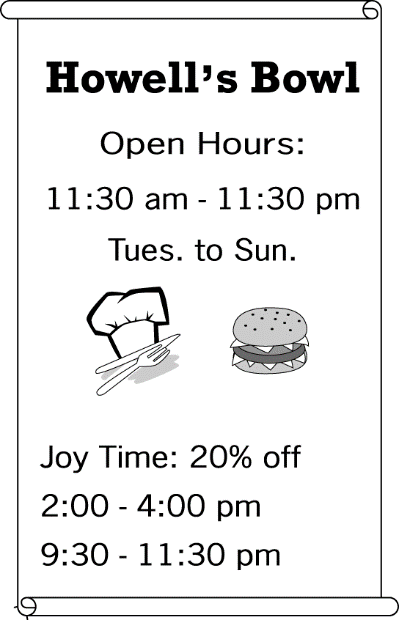 Howell's Bowl
Open Hours:
11:30 am - 11:30 pm
Tues. to Sun.
Joy Time: 20% off
2:00 - 4:00 pm
9:30 - 11:30 pm